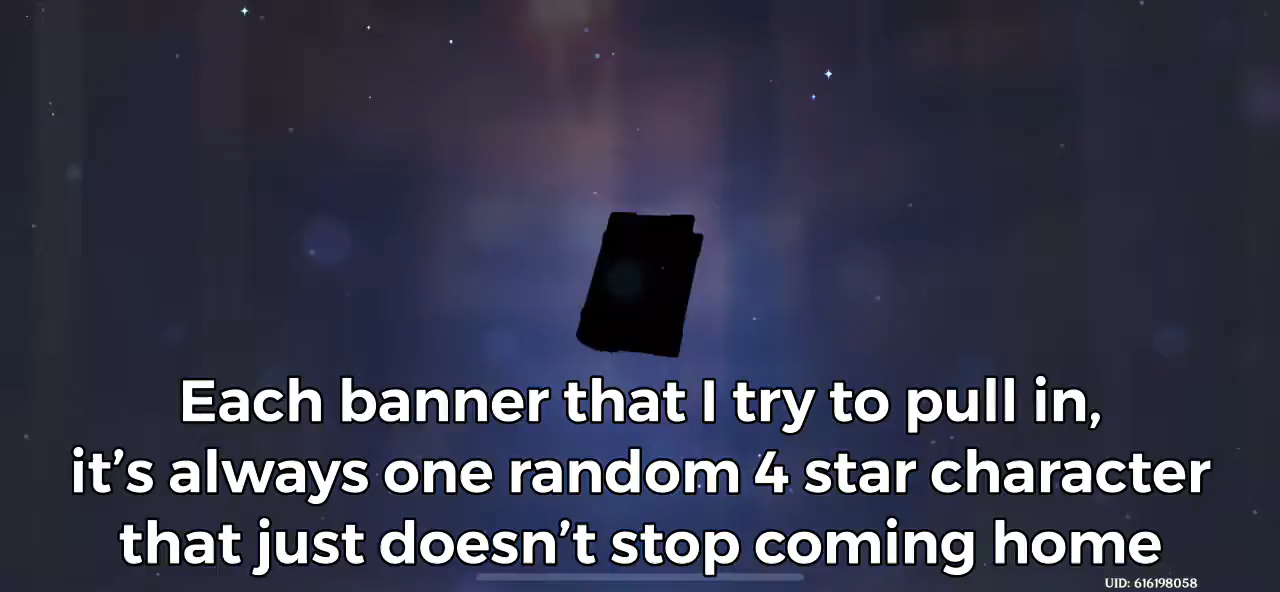 Each banner that I try to pull in,
it’s always one random 4 star character
that just doesn’t stop coming home
UID: 616198058